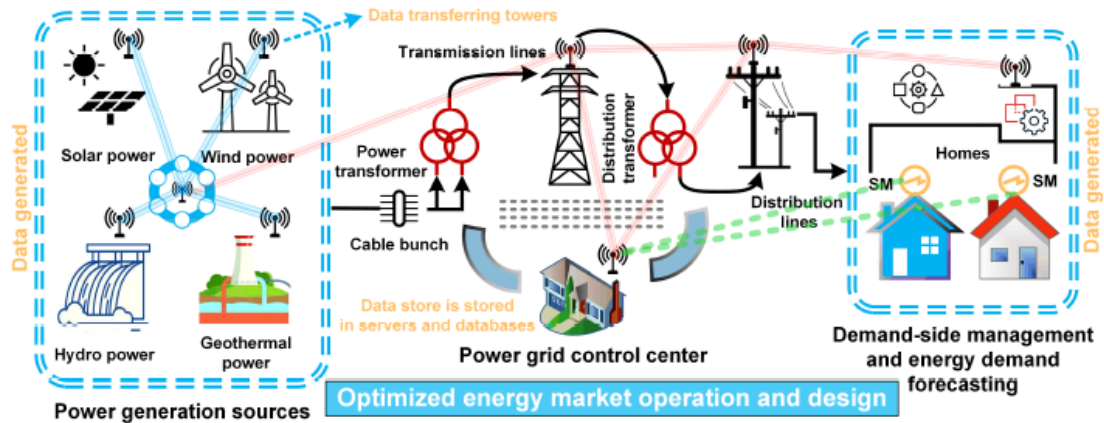 Data transferring towers
Transmission lines
Solar power
Wind power
Data generated
Power
transformer
Distribution
transformer
Homes
SM
SM
Data generated
Cable bunch
Distribution
lines
Hydro power
Geothermal
power
Data store is stored
in servers and databases
Power grid control center
Demand-side management
and energy demand
forecasting
Power generation sources
Optimized energy market operation and design